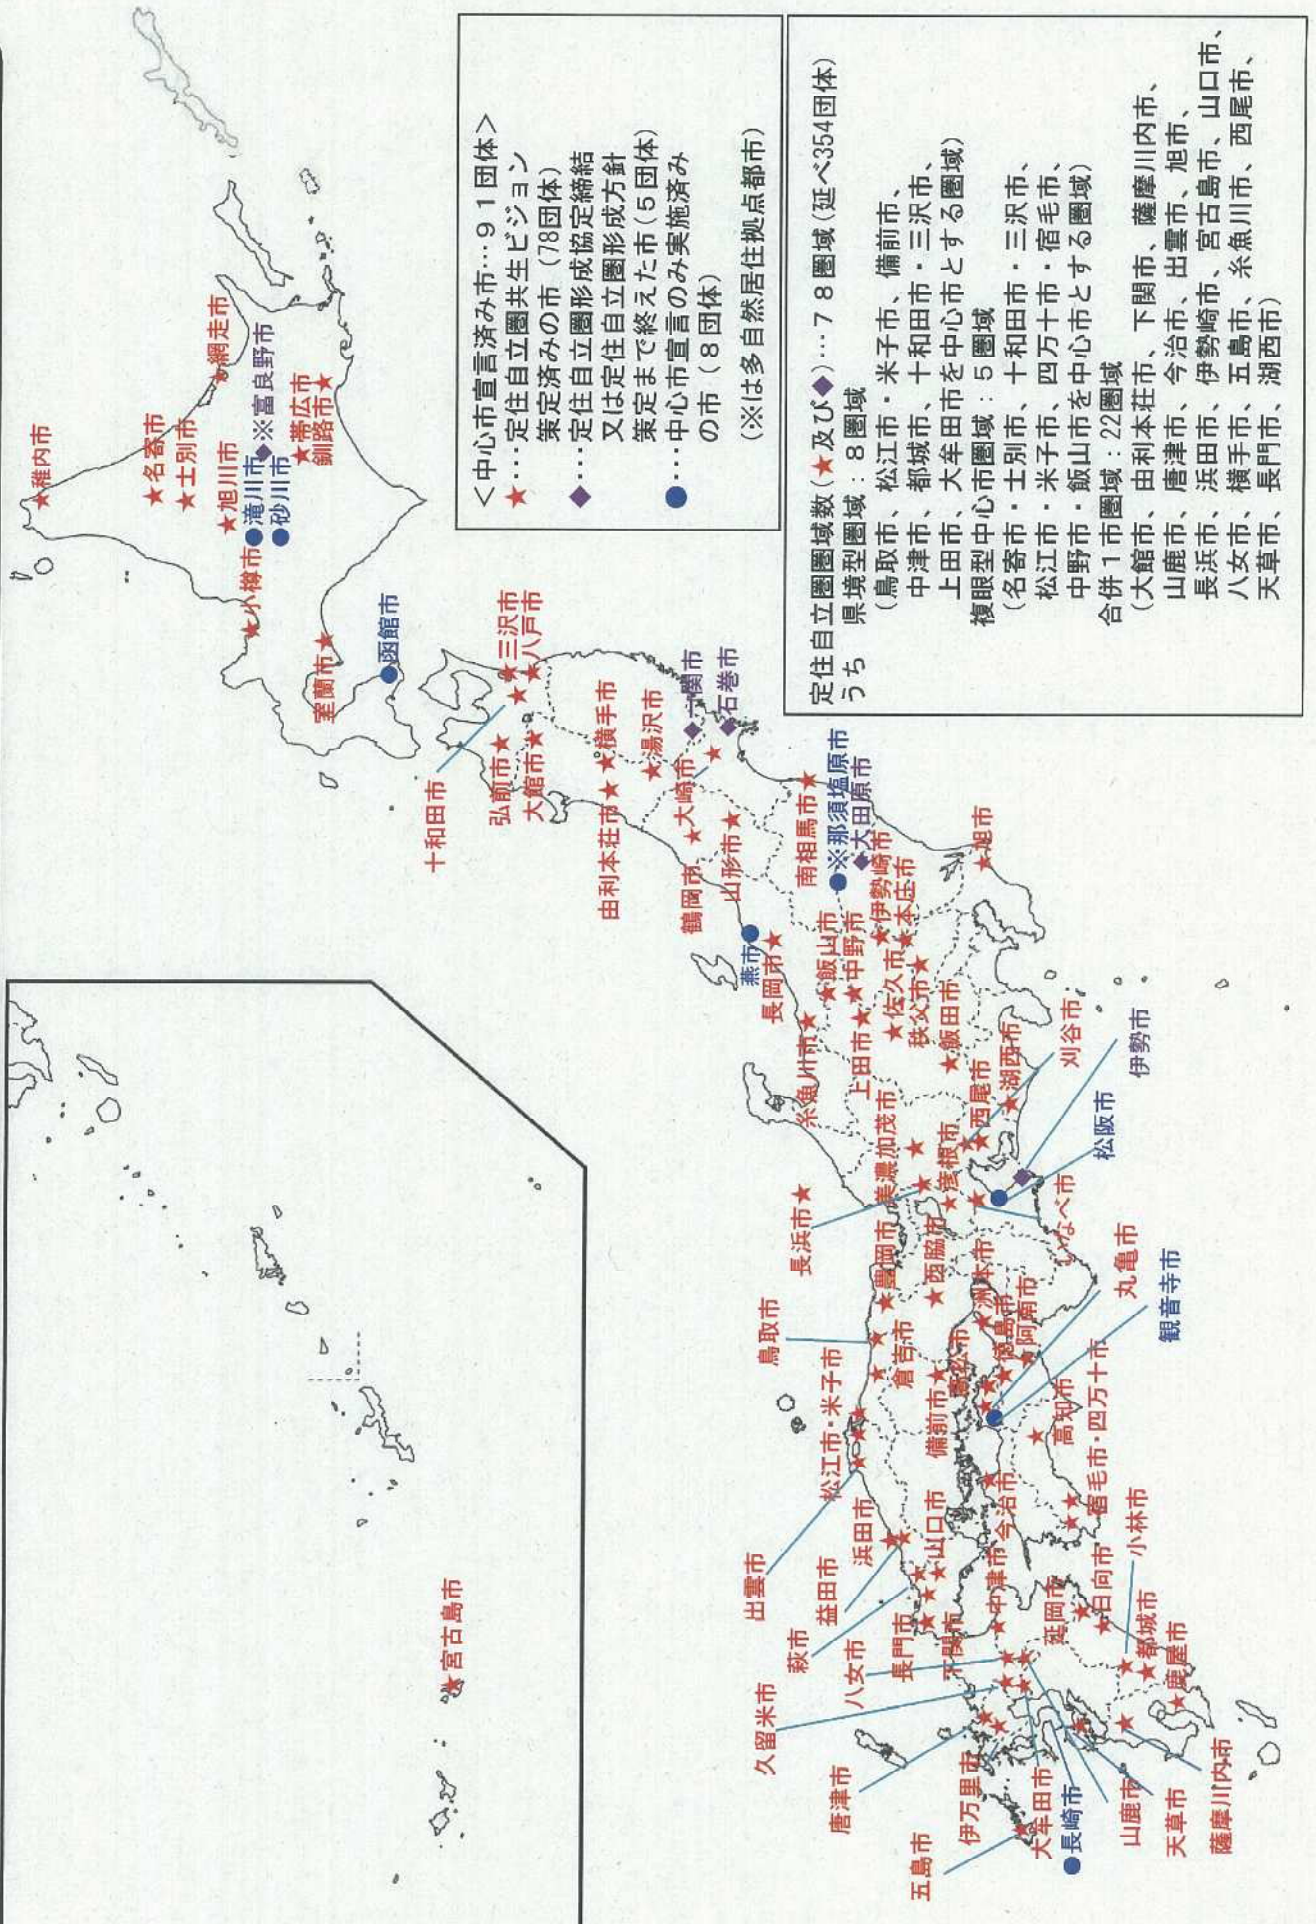 稚内市
★名寄市
★士別市
★旭川市
滝川市
砂川市
小樽市
網走市
※富良野市
★帯広市
釧路市★
室蘭市
函館市
＜中心市宣言済み市…９１団体＞
★…定住自立圏共生ビジョン
策定済みの市（78団体）
◆…定住自立圏形成協定締結
又は定住自立圏形成方針
策定まで終えた市（５団体）
●…中心市宣言のみ実施済み
の市（８団体）
（※は多自然居住拠点都市）
定住自立圏圏域数（★及び◆）…７８圏域（延べ354団体）
うち　県境型圏域：８圏域
（鳥取市、松江市・米子市、備前市、
中津市、都城市、十和田市・三沢市、
上田市、大牟田市を中心市とする圏域）
複眼型中心市圏域：５圏域
（名寄市・士別市、十和田市・三沢市、
松江市・米子市、四万十市・宿毛市、
中野市・飯山市を中心市とする圏域）
合併１市圏域：22圏域
（大館市、由利本荘市、下関市、薩摩川内市、
山鹿市、唐津市、今治市、出雲市、旭市、
長浜市、浜田市、伊勢崎市、宮古島市、山口市、
八女市、横手市、五島市、糸魚川市、西尾市、
天草市、長門市、湖西市）
十和田市
★三沢市
八戸市
弘前市★
大館市★
由利本荘市★
★横手市
★湯沢市
一関市
石巻市
大崎市
鶴岡市
山形市★
南相馬市★
※那須塩原市
大田原市
伊勢崎市
本庄市
★旭市
燕市●
長岡市★
★飯山市
★中野市
糸魚川市★
上田市★
★佐久市
秩父市★
★飯田市
★湖西市
★西尾市
刈谷市
美濃加茂市
長浜市★
★彦根市
伊勢市
松阪市
いなべ市
鳥取市
★豊岡市
★西脇市
洲本市
倉吉市
松江市・米子市
備前市★
高松市
徳島市
阿南市
丸亀市
観音寺市
高知市
宿毛市・四万十市
今治市
出雲市
浜田市
益田市
萩市
山口市
長門市
下関市
中津市
八女市
久留米市
唐津市
伊万里市
五島市
大牟田市
●長崎市
延岡市
★日向市
小林市
★都城市
★鹿屋市
山鹿市
天草市
薩摩川内市
★宮古島市